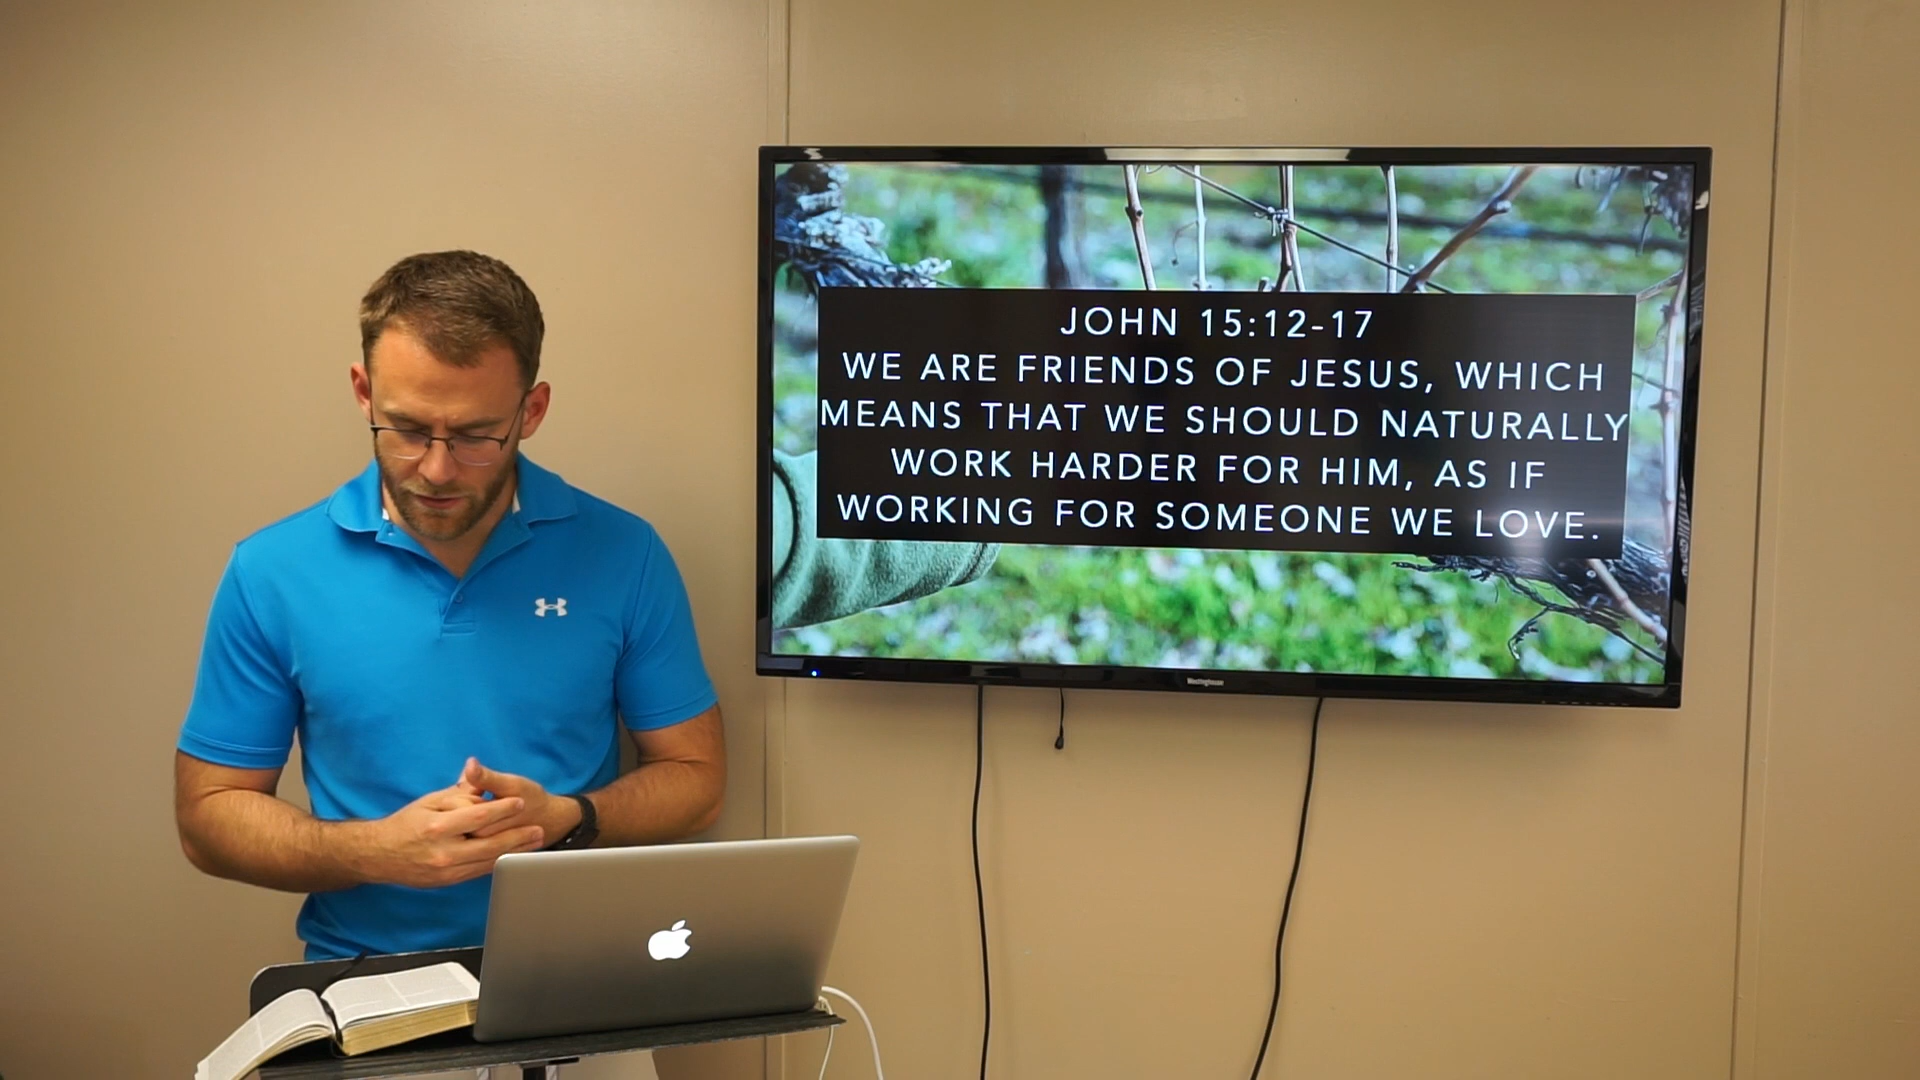 JOHN 15:12-17
WE ARE FRIENDS OF JESUS, WHICH
MEANS THAT WE SHOULD NATURALLY
WORK HARDER FOR HIM, AS IF
WORKING FOR SOMEONE WE LOVE.
Westinghouse